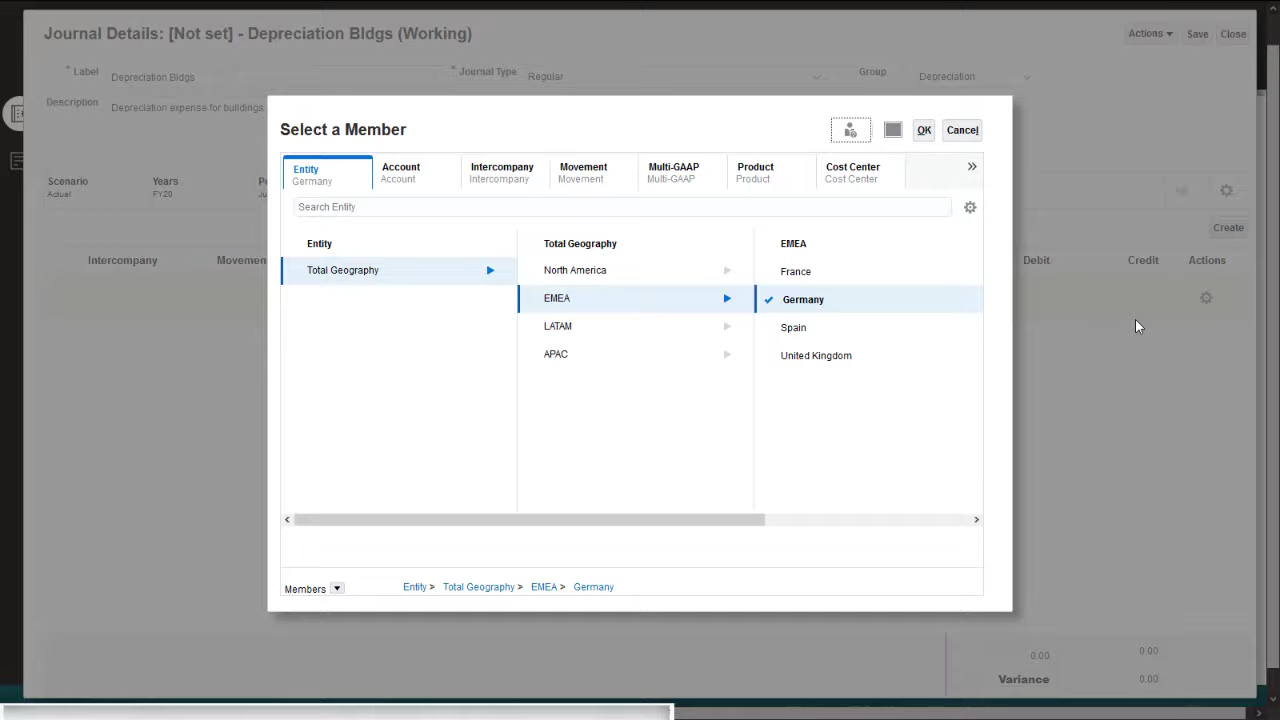 Journal Details: [Not set] - Depreciation Bldgs (Working)
Actions Save Close
* Label Depreciation Bldgs * Journal Type Regular Group Depreciation
Description Depreciation expense for buildings
Select a Member
OK Cancel
Entity Account Intercompany Movement Multi-GAAP Product Cost Center
Germany Account Intercompany Movement Multi-GAAP Product Cost Center
Scenario Years
Actual FY20
Search Entity
Create
Entity Total Geography EMEA
Intercompany Debit Credit Actions
Total Geography North America France
EMEA Germany
LATAM Spain
APAC United Kingdom
Members Entity > Total Geography > EMEA > Germany
0.00 0.00
Variance 0.00